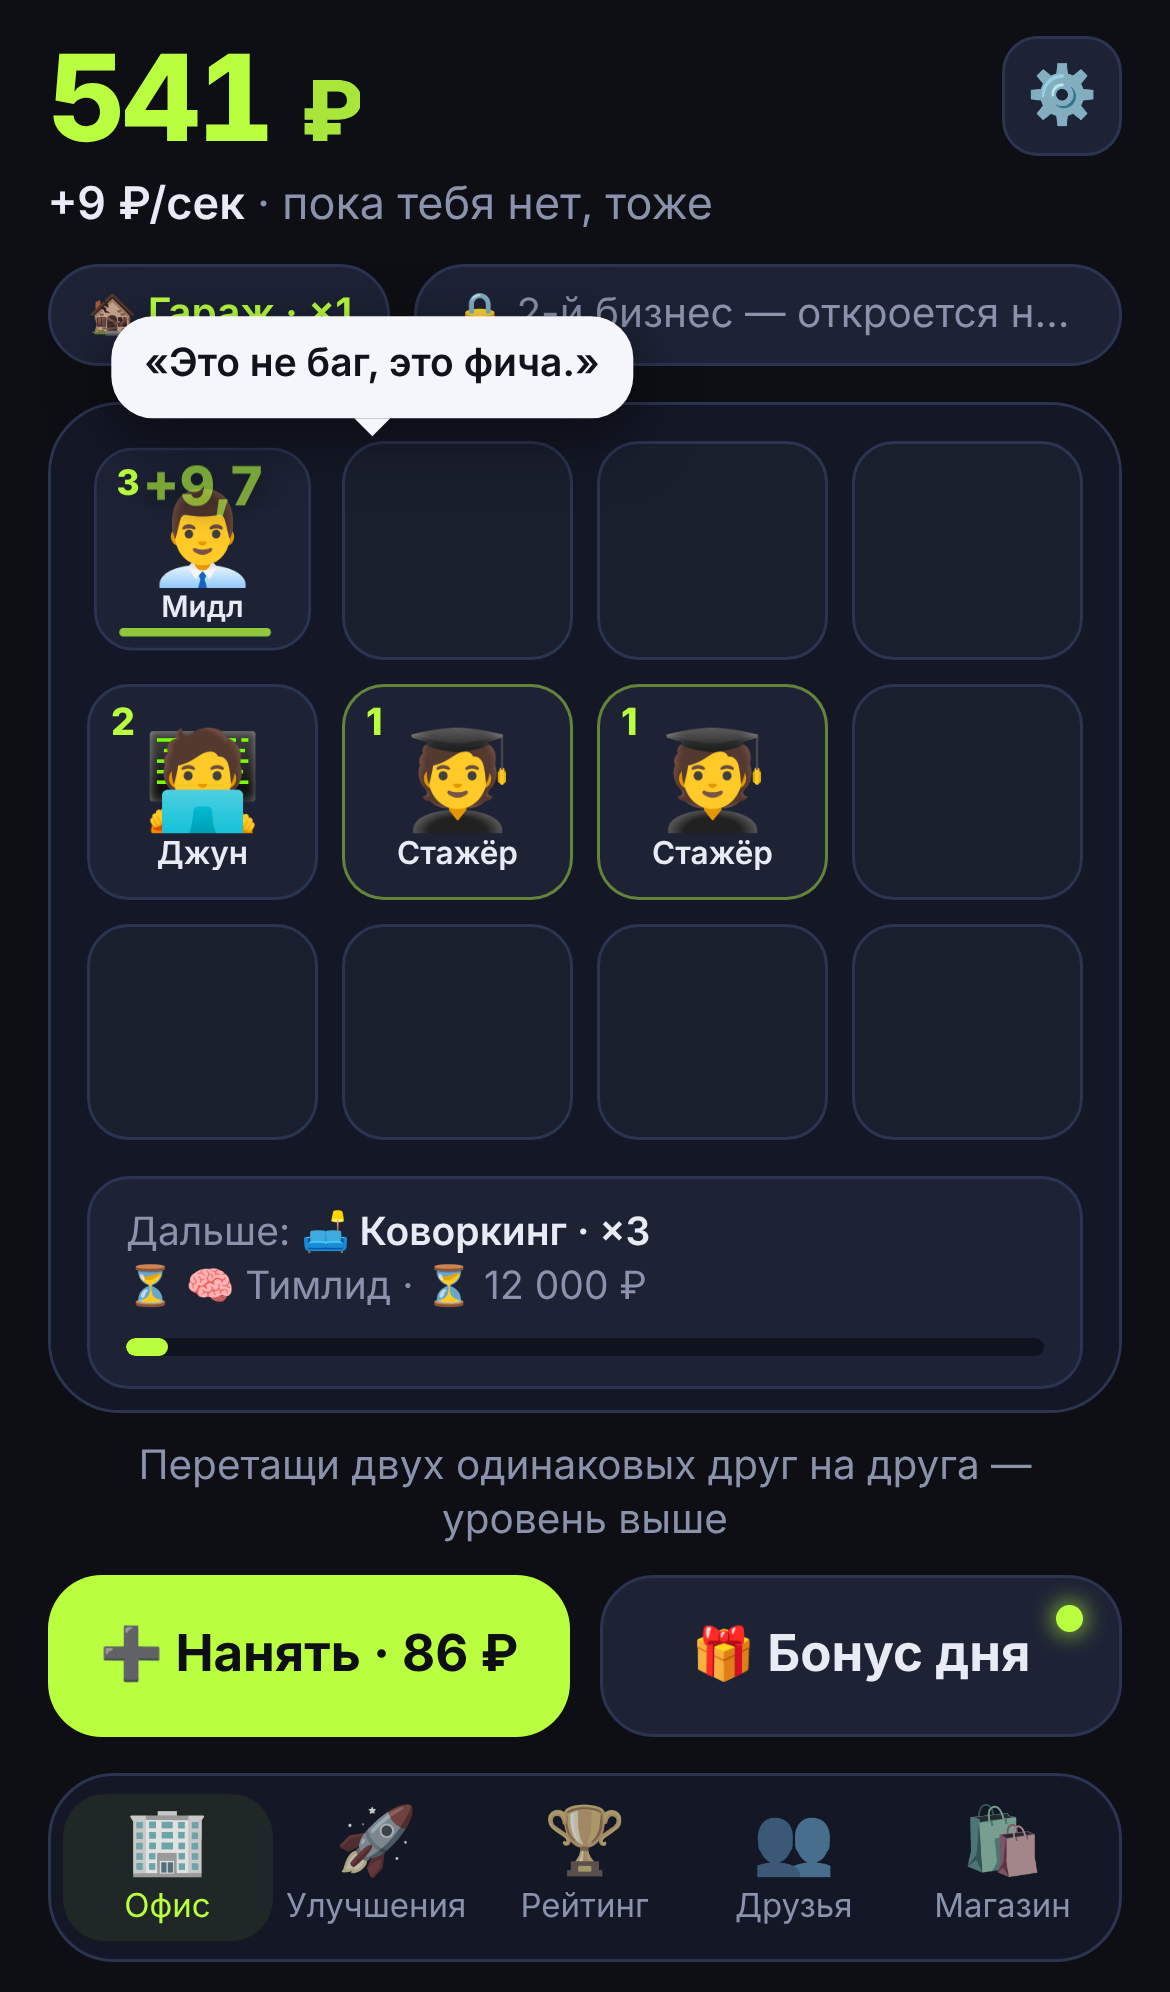 541 ₽
+9 ₽/сек · пока тебя нет, тоже
Гараж · ×1
2-й бизнес — откроется н...
«Это не баг, это фича.»
3
+9,7
Мидл
2
Джун
1
Стажёр
1
Стажёр
Дальше: Коворкинг · ×3
Тимлид · 12 000 ₽
Перетащи двух одинаковых друг на друга —
уровень выше
Нанять · 86 ₽
Бонус дня
Офис
Улучшения
Рейтинг
Друзья
Магазин